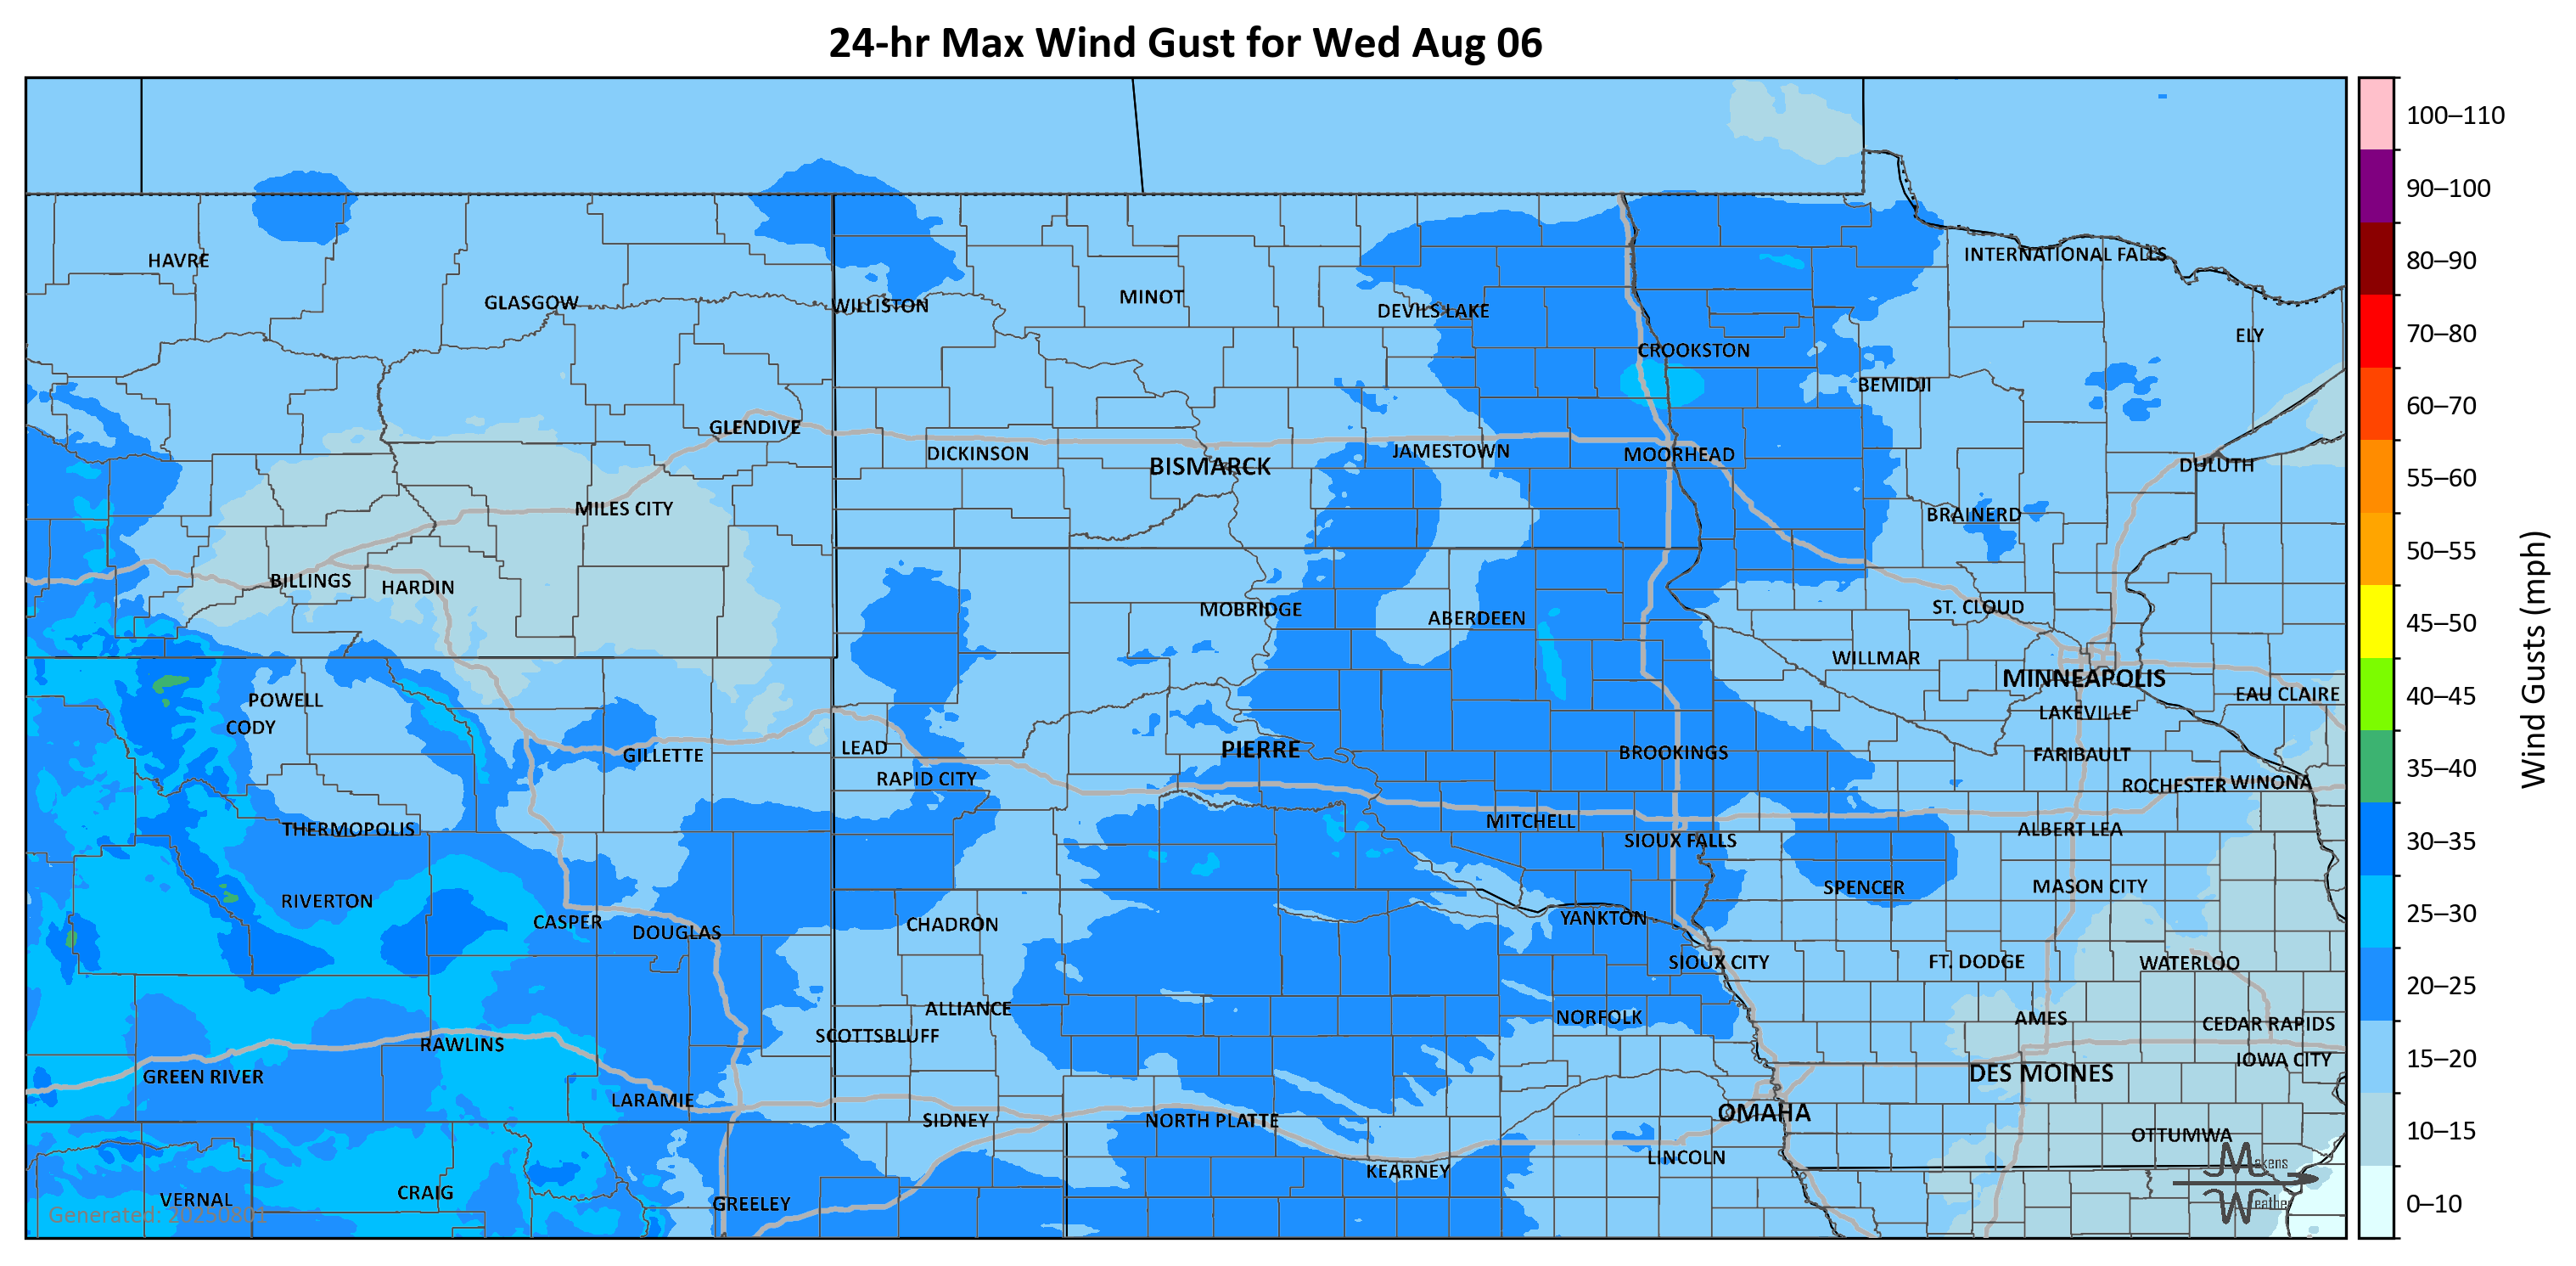 24-hr Max Wind Gust for Wed Aug 06
HAVRE
GLASGOW
WILLISTON
MINOT
DEVILS LAKE
INTERNATIONAL FALLS
ELY
CROOKSTON
BEMIDJI
GLENDIVE
DICKINSON
BISMARCK
JAMESTOWN
MOORHEAD
DULUTH
MILES CITY
BRAINERD
BILLINGS
HARDIN
MOBRIDGE
ABERDEEN
ST. CLOUD
WILLMAR
MINNEAPOLIS
POWELL
EAU CLAIRE
CODY
LAKEVILLE
GILLETTE
LEAD
PIERRE
BROOKINGS
FARIBAULT
RAPID CITY
ROCHESTER
WINONA
THERMOPOLIS
MITCHELL
SIOUX FALLS
ALBERT LEA
RIVERTON
SPENCER
MASON CITY
CASPER
DOUGLAS
CHADRON
YANKTON
SIOUX CITY
FT. DODGE
WATERLOO
ALLIANCE
NORFOLK
AMES
CEDAR RAPIDS
SCOTTSBLUFF
RAWLINS
IOWA CITY
GREEN RIVER
DES MOINES
LARAMIE
SIDNEY
NORTH PLATTE
OMAHA
OTTUMWA
KEARNEY
LINCOLN
VERNAL
CRAIG
GREELEY
Generated: 20250801
Makens
Weather
100–110
90–100
80–90
70–80
60–70
55–60
50–55
45–50
40–45
35–40
30–35
25–30
20–25
15–20
10–15
0–10
Wind Gusts (mph)